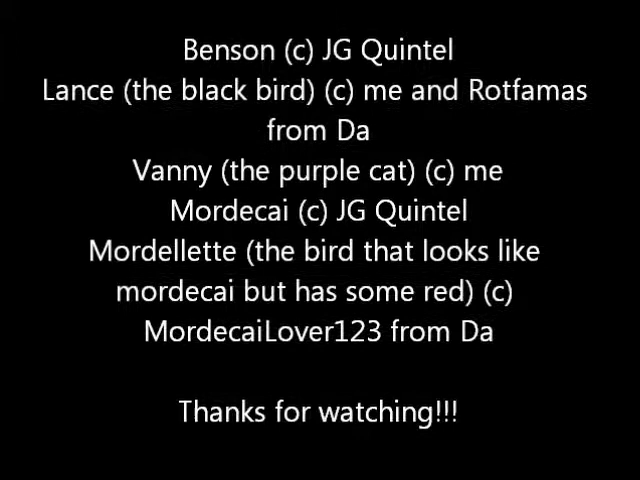 Benson (c) JG Quintel
Lance (the black bird) (c) me and Rotfamas
from Da
Vanny (the purple cat) (c) me
Mordecai (c) JG Quintel
Mordellette (the bird that looks like
mordecai but has some red) (c)
MordecaiLover123 from Da
Thanks for watching!!!